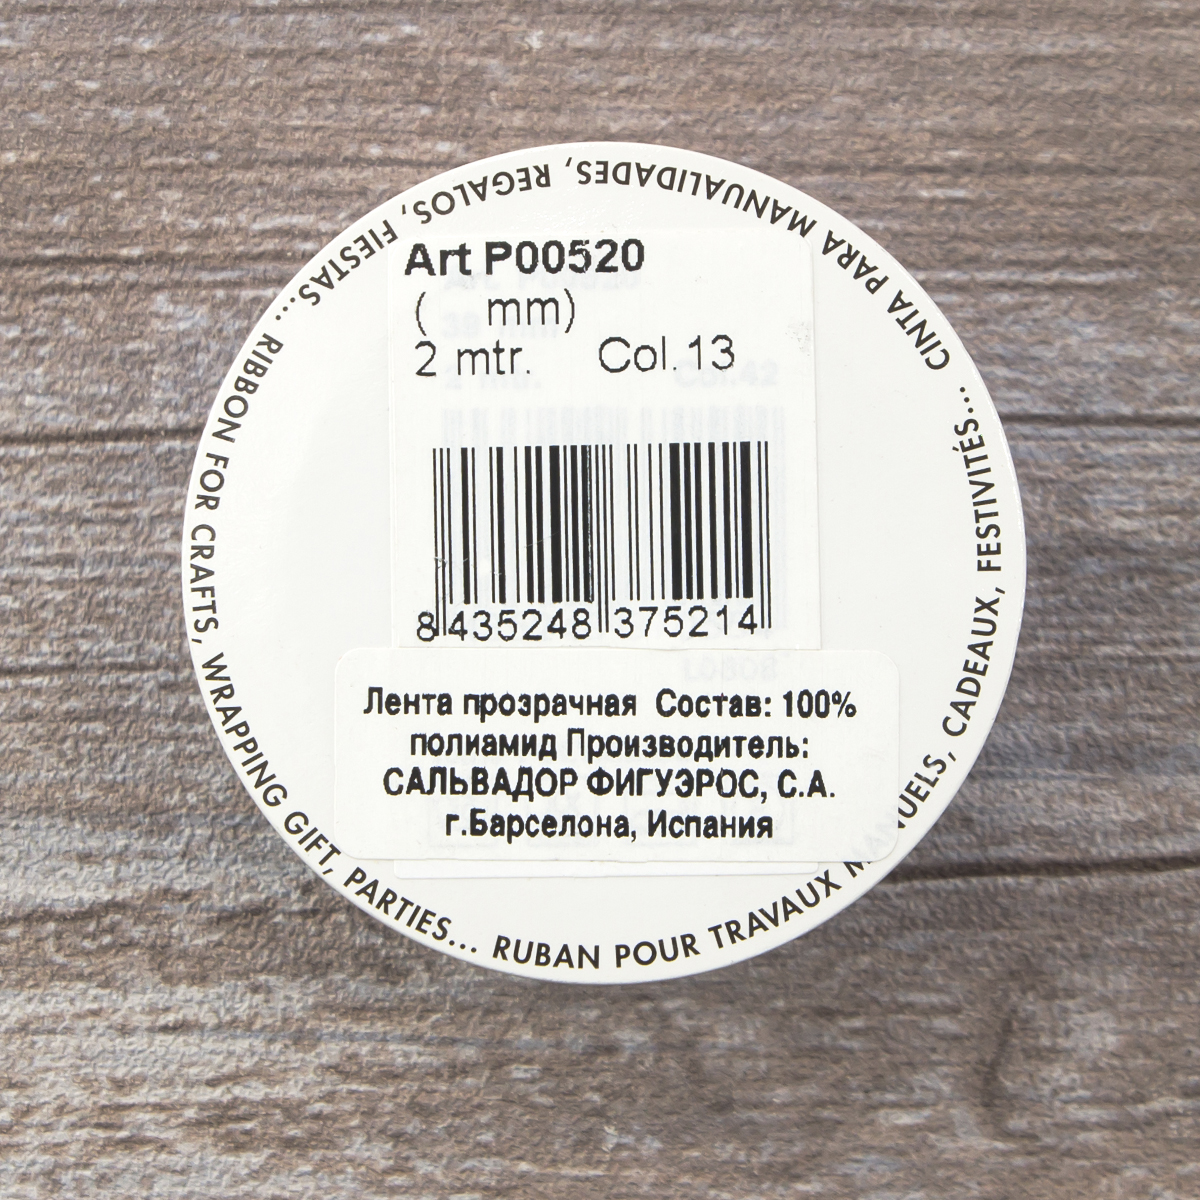 CINTA PARA MANUALIDADES, REGALOS, FIESTAS...
RIBBON FOR CRAFTS, WRAPPING GIFT, PARTIES...
RUBAN POUR TRAVAUX MANUELS, CADEAUX, FESTIVITÉS...
Art P00520
( mm)
2 mtr. Col. 13
8 435248 375214
Лента прозрачная Состав: 100%
полиамид Производитель:
САЛЬВАДОР ФИГУЭРОС, С.А.
г.Барселона, Испания